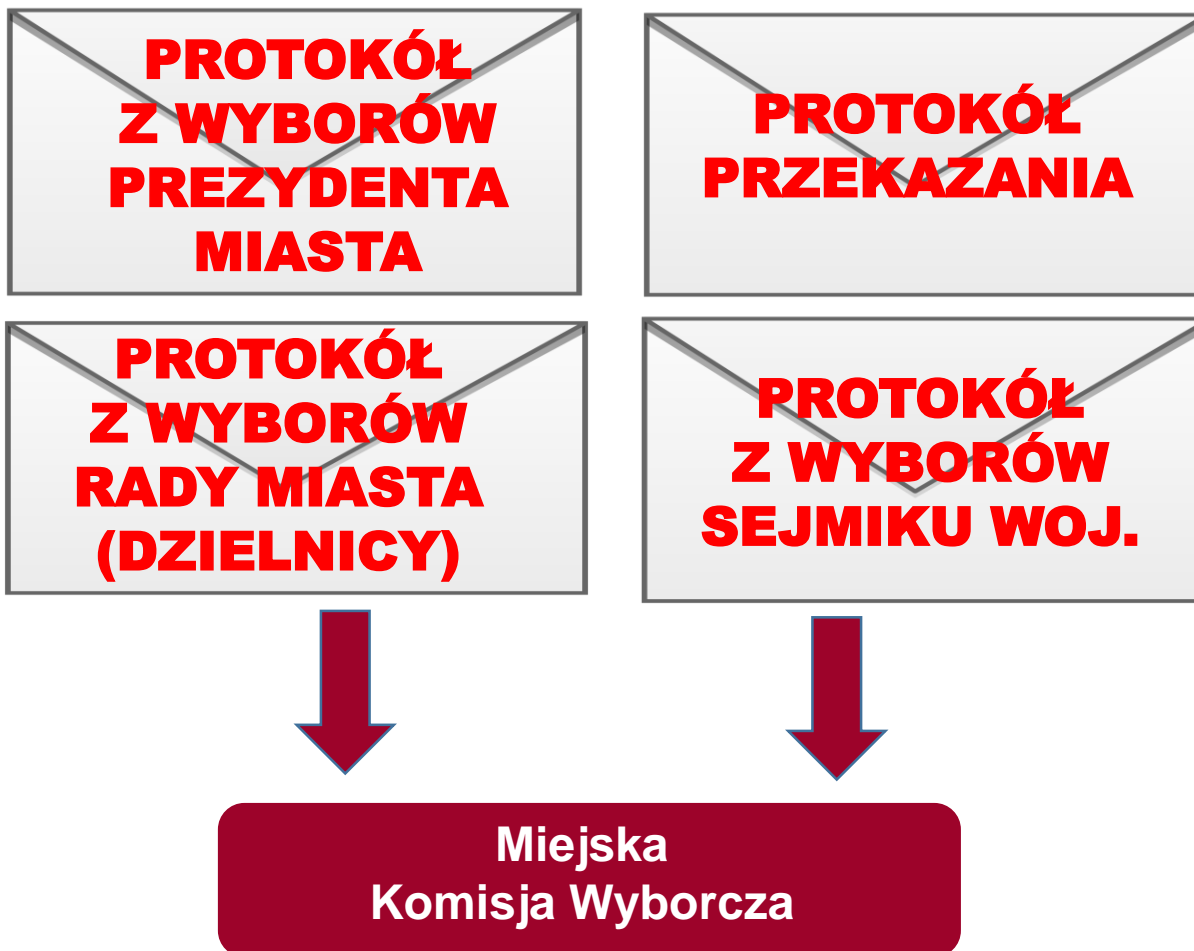 PROTOKÓŁ
Z WYBORÓW
PREZYDENTA
MIASTA
PROTOKÓŁ
PRZEKAZANIA
PROTOKÓŁ
Z WYBORÓW
RADY MIASTA
(DZIELNICY)
PROTOKÓŁ
Z WYBORÓW
SEJMIKU WOJ.
Miejska
Komisja Wyborcza